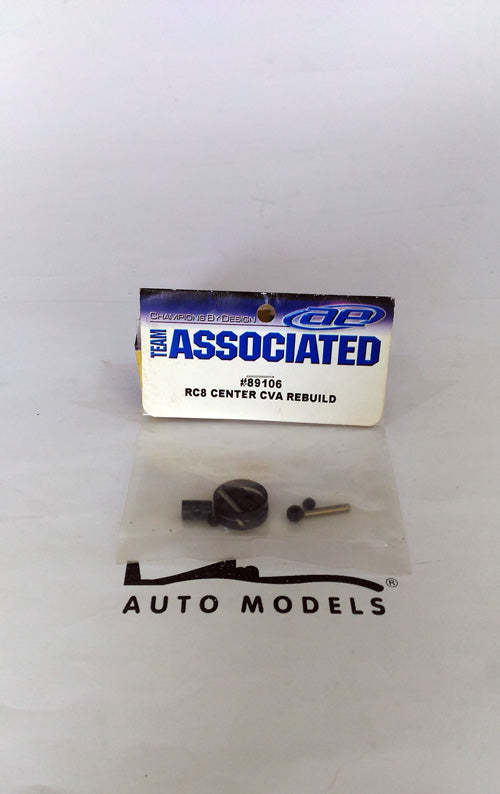 CHAMPIONS BY DESIGN ae
TEAM ASSOCIATED
#89106
RC8 CENTER CVA REBUILD
®
AUTO MODELS